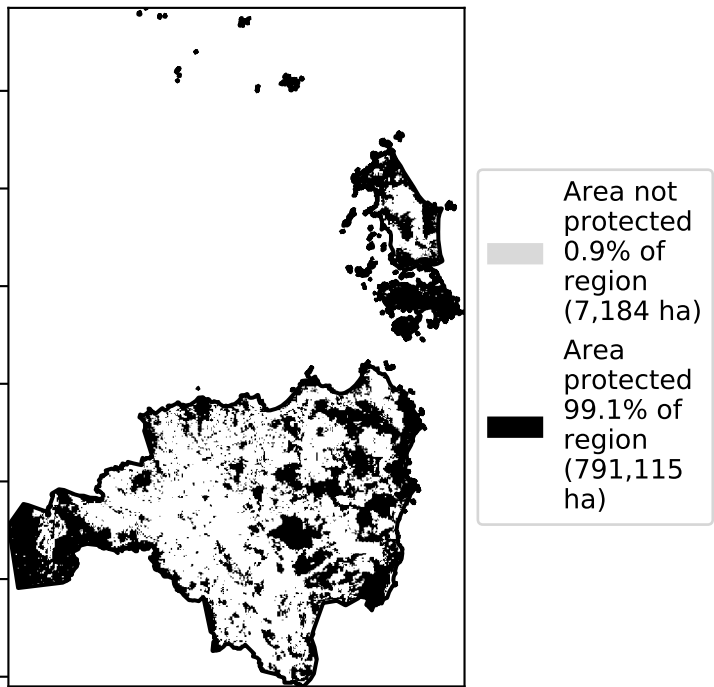 Area not
protected
0.9% of
region
(7,184 ha)
Area
protected
99.1% of
region
(791,115
ha)